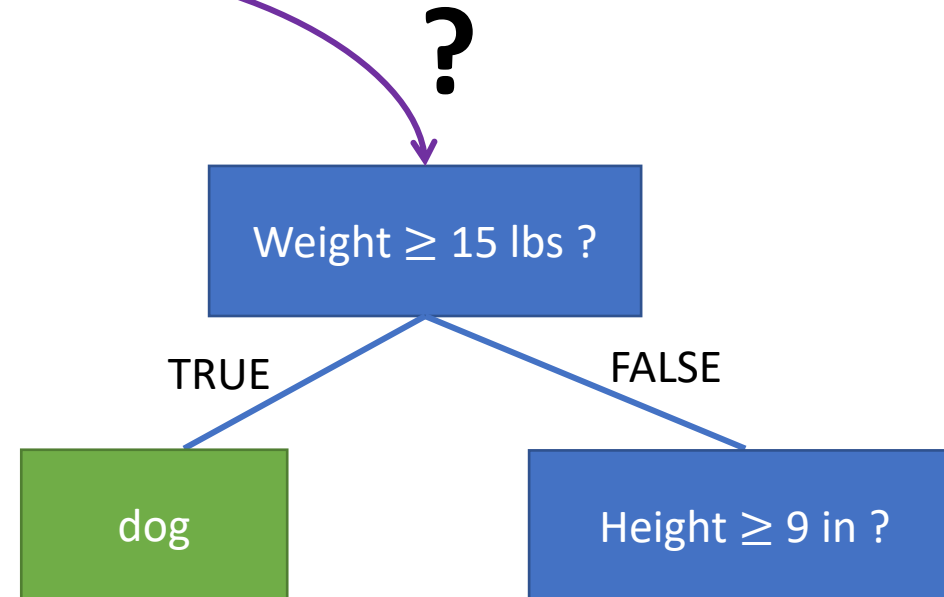 ?
Weight ≥ 15 lbs ?
TRUE
FALSE
dog
Height ≥ 9 in ?